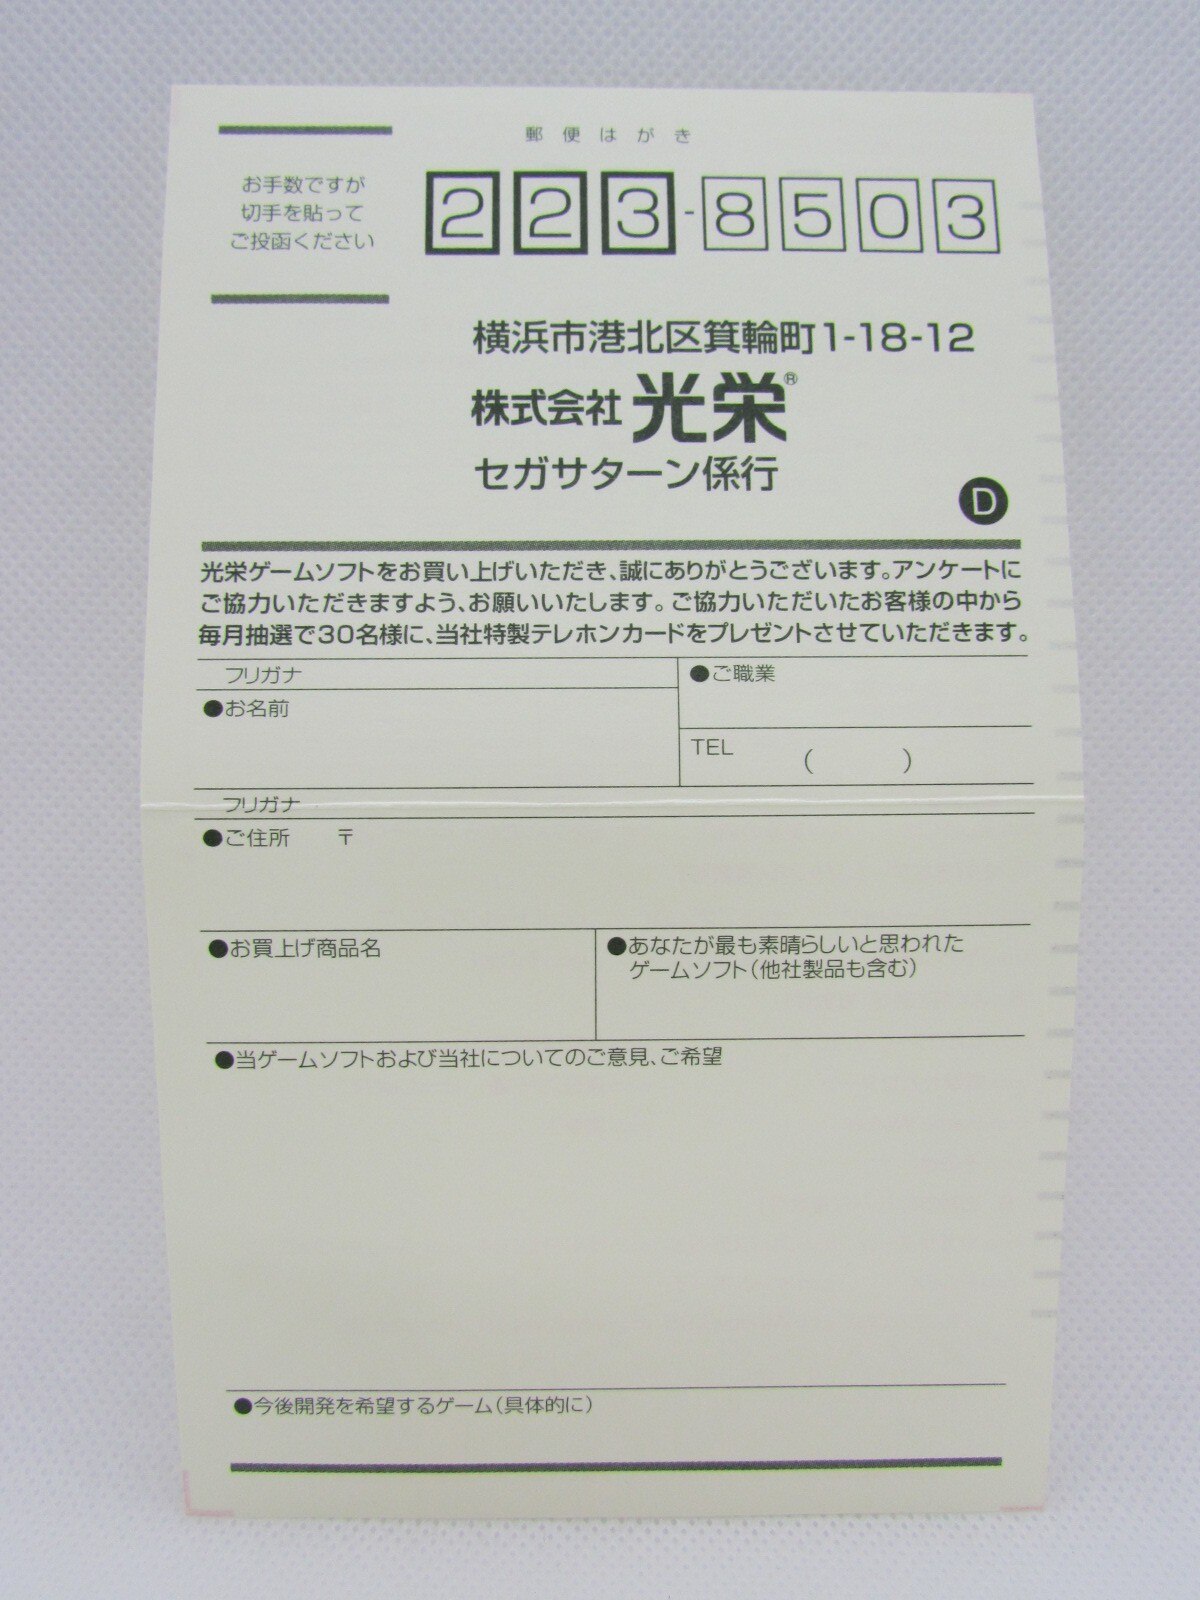 郵便はがき
お手数ですが
切手を貼って
ご投函ください
223-8503
横浜市港北区箕輪町1-18-12
株式会社 光栄®
セガサターン係行
D
光栄ゲームソフトをお買い上げいただき、誠にありがとうございます。アンケートに
ご協力いただきますよう、お願いいたします。ご協力いただいたお客様の中から
毎月抽選で30名様に、当社特製テレホンカードをプレゼントさせていただきます。
フリガナ
●お名前
●ご職業
TEL ( )
フリガナ
●ご住所 〒
●お買上げ商品名
●あなたが最も素晴らしいと思われた
ゲームソフト(他社製品も含む)
●当ゲームソフトおよび当社についてのご意見、ご希望
●今後開発を希望するゲーム(具体的に)